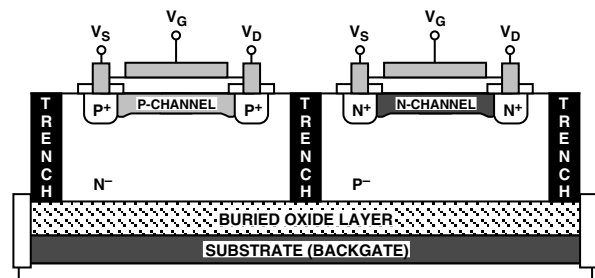 VS VG VD VS VG VD
P+ P-CHANNEL P+ N+ N-CHANNEL N+
TRENCH TRENCH TRENCH
N– P–
BURIED OXIDE LAYER
SUBSTRATE (BACKGATE)